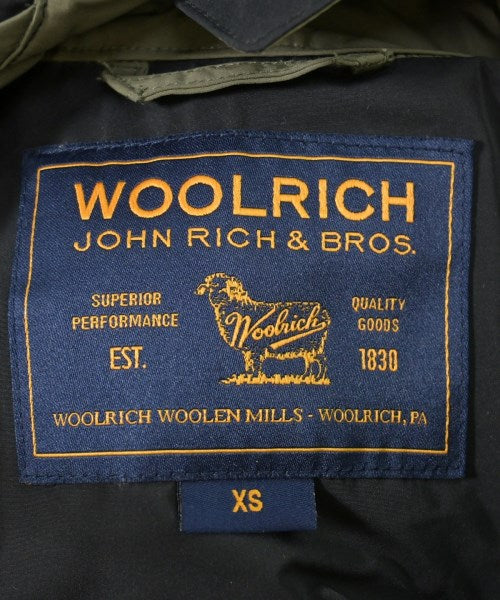 WOOLRICH
JOHN RICH & BROS.
SUPERIOR
PERFORMANCE
QUALITY
GOODS
Woolrich
EST.
1830
WOOLRICH WOOLEN MILLS - WOOLRICH, PA
XS